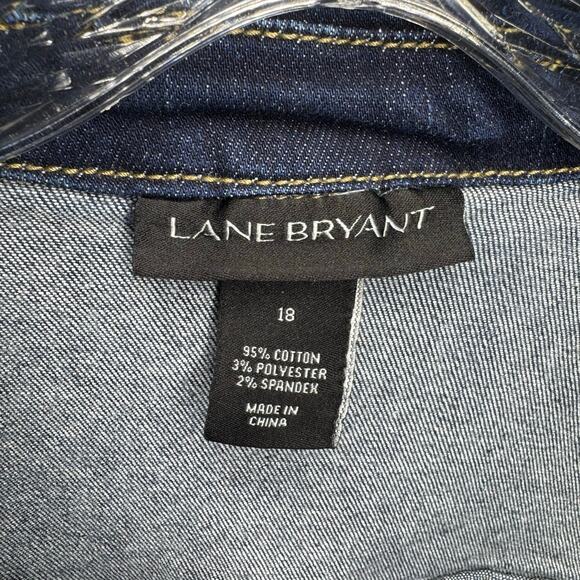 LANE BRYANT
18
95% COTTON
3% POLYESTER
2% SPANDEX
MADE IN
CHINA